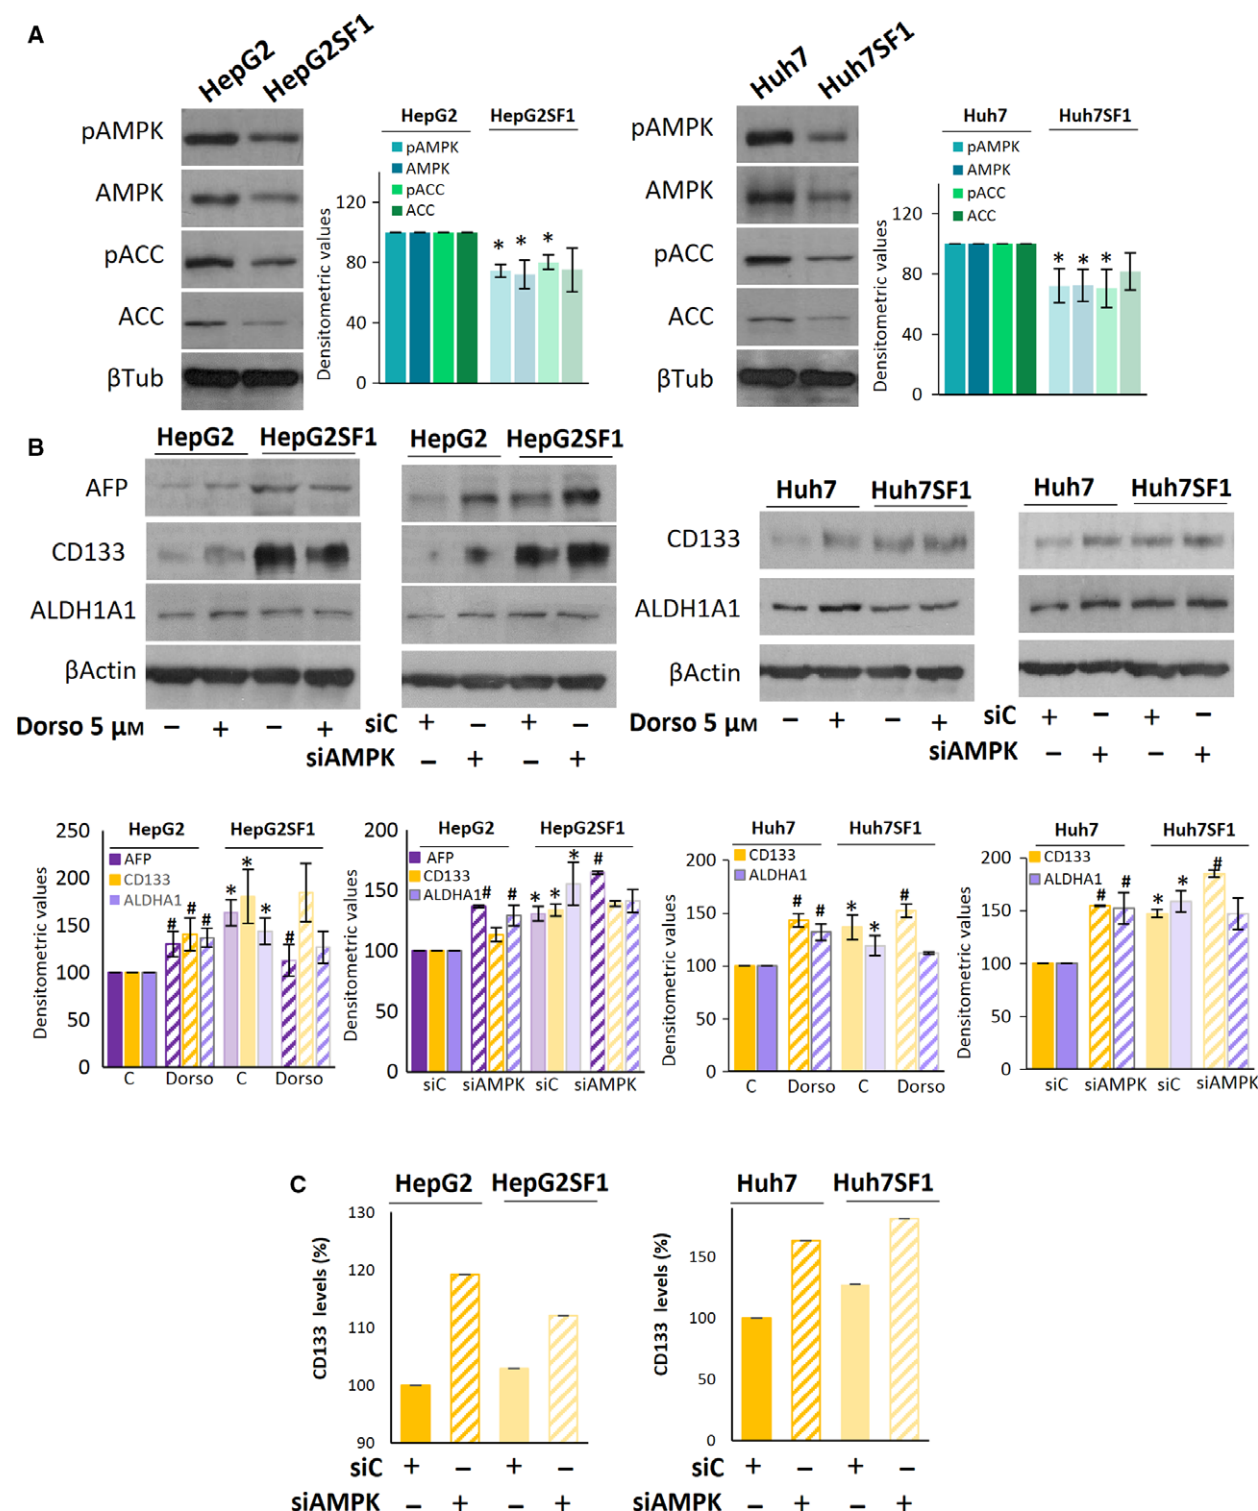 A
HepG2 HepG2SF1
pAMPK
AMPK
pACC
ACC
βTub
HepG2 HepG2SF1
pAMPK
AMPK
pACC
ACC
Densitometric values
120
80
40
0
* * *
Huh7 Huh7SF1
pAMPK
AMPK
pACC
ACC
βTub
Huh7 Huh7SF1
pAMPK
AMPK
pACC
ACC
Densitometric values
120
80
40
0
* * *
B
HepG2 HepG2SF1 HepG2 HepG2SF1
AFP
CD133
ALDH1A1
βActin
Dorso 5 μM − + − +
siC + − + −
siAMPK − + − +
Huh7 Huh7SF1 Huh7 Huh7SF1
CD133
ALDH1A1
βActin
Dorso 5 μM − + − +
siC + − + −
siAMPK − + − +
HepG2 HepG2SF1
AFP
CD133
ALDHA1
Densitometric values
250
200
150
100
50
0
# # # * * * #
C Dorso C Dorso
HepG2 HepG2SF1
AFP
CD133
ALDHA1
Densitometric values
200
150
100
50
0
# # * * * #
siC siAMPK siC siAMPK
Huh7 Huh7SF1
CD133
ALDHA1
Densitometric values
200
150
100
50
0
# # * * #
C Dorso C Dorso
Huh7 Huh7SF1
CD133
ALDHA1
Densitometric values
200
150
100
50
0
# # * * #
siC siAMPK siC siAMPK
C
HepG2 HepG2SF1
CD133 levels (%)
130
120
110
100
90
siC + − + −
siAMPK − + − +
Huh7 Huh7SF1
CD133 levels (%)
150
100
50
0
siC + − + −
siAMPK − + − +